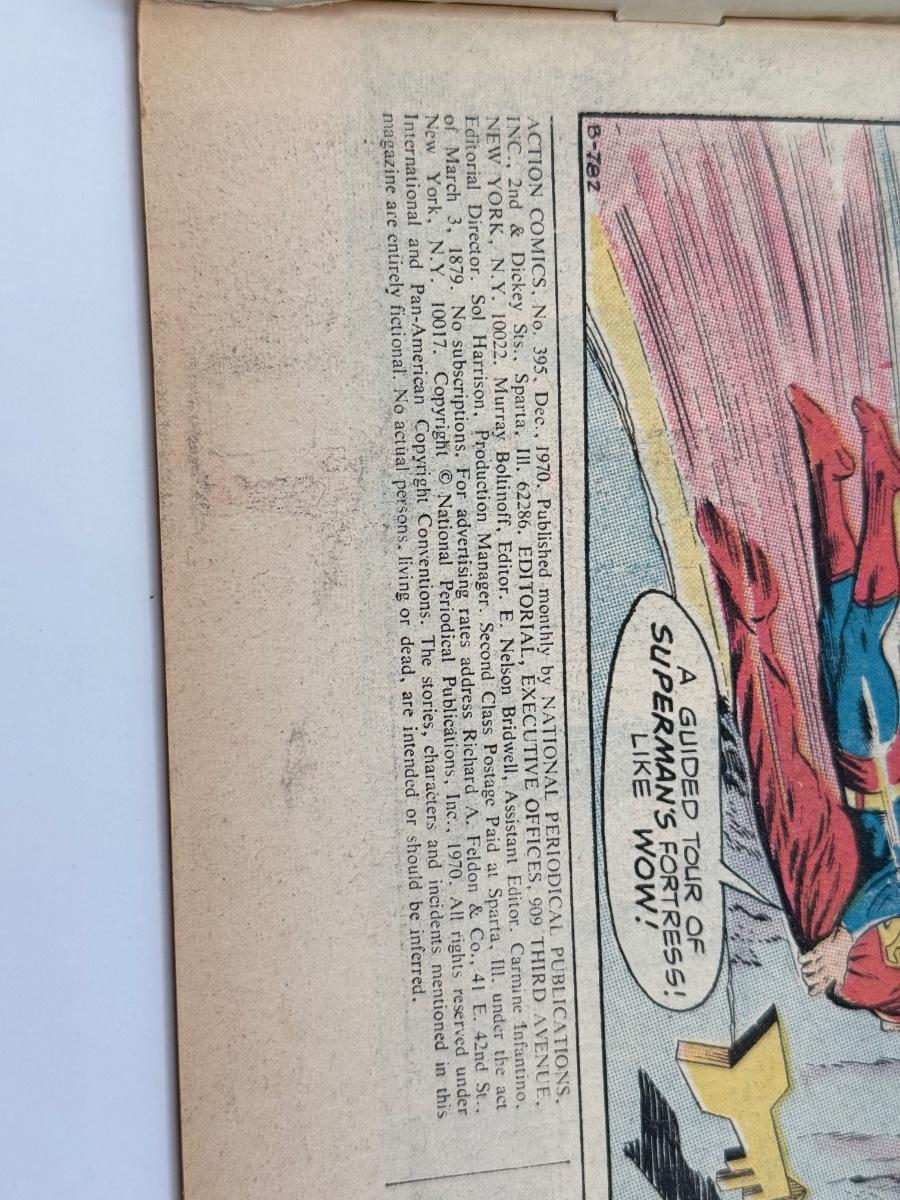 B-782
A GUIDED TOUR OF
SUPERMAN'S FORTRESS!
LIKE WOW!
ACTION COMICS, No. 395, Dec., 1970. Published monthly by NATIONAL PERIODICAL PUBLICATIONS,
INC., 2nd & Dickey Sts., Sparta, Ill. 62286. EDITORIAL, EXECUTIVE OFFICES, 909 THIRD AVENUE,
NEW YORK, N.Y. 10022. Murray Boltinoff, Editor. E. Nelson Bridwell, Assistant Editor. Carmine Infantino,
Editorial Director. Sol Harrison, Production Manager. Second Class Postage Paid at Sparta, Ill. under the act
of March 3, 1879. No subscriptions. For advertising rates address Richard A. Feldon & Co., 41 E. 42nd St.,
New York, N.Y. 10017. Copyright © National Periodical Publications, Inc., 1970. All rights reserved under
International and Pan-American Copyright Conventions. The stories, characters and incidents mentioned in this
magazine are entirely fictional. No actual persons, living or dead, are intended or should be inferred.